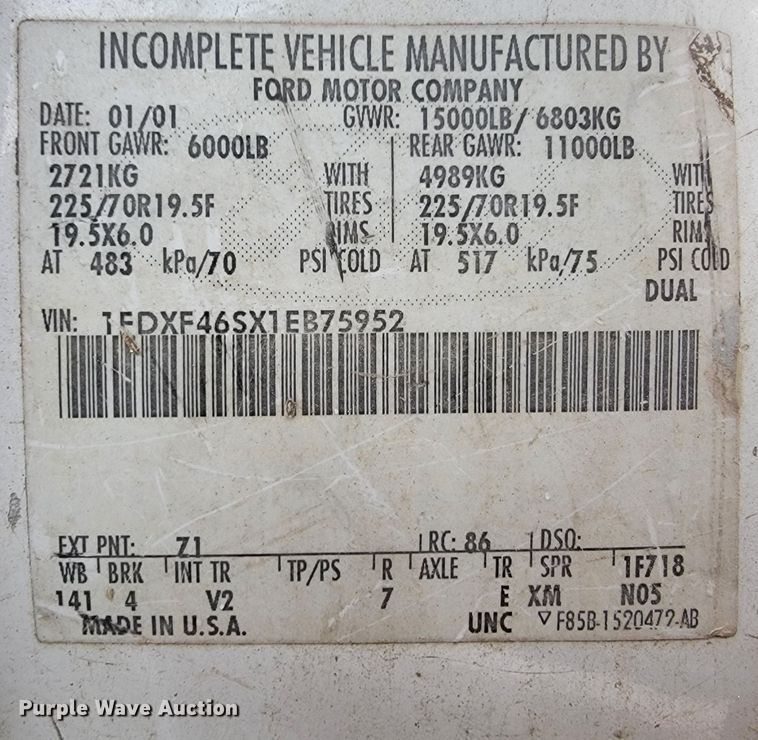 INCOMPLETE VEHICLE MANUFACTURED BY
FORD MOTOR COMPANY
DATE: 01/01 GVWR: 15000LB/ 6803KG
FRONT GAWR: 6000LB REAR GAWR: 11000LB
2721KG WITH 4989KG WITH
225/70R19.5F TIRES 225/70R19.5F TIRES
19.5X6.0 RIMS 19.5X6.0 RIMS
AT 483 kPa/70 PSI COLD AT 517 kPa/75 PSI COLD
DUAL
VIN: 1FDXF46SX1EB75952
EXT PNT: Z1 RC: 86 DSO:
WB BRK INT TR TP/PS R AXLE TR SPR 1F718
141 4 V2 7 E XM N05
MADE IN U.S.A. UNC ▽ F85B-1520472-AB
Purple Wave Auction